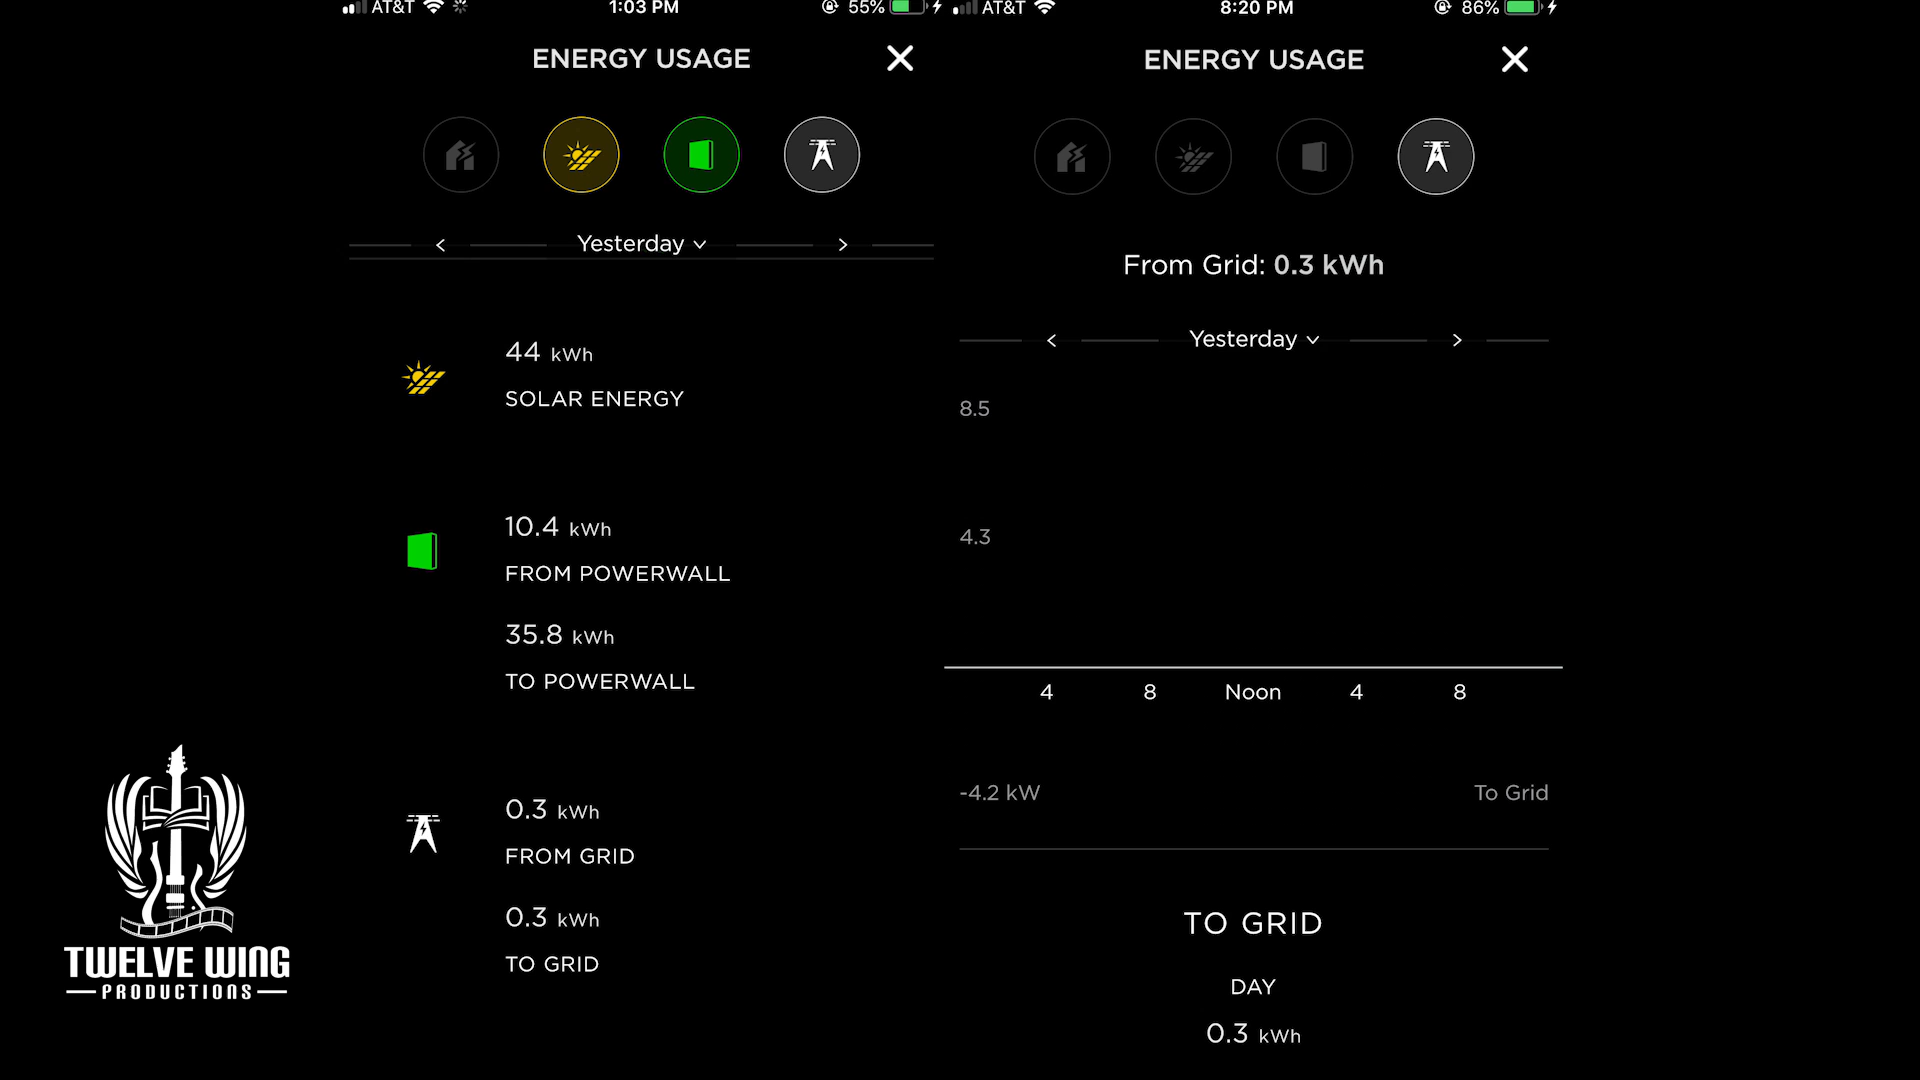 AT&T 1:03 PM 55%
ENERGY USAGE
Yesterday
44 kWh
SOLAR ENERGY
10.4 kWh
FROM POWERWALL
35.8 kWh
TO POWERWALL
0.3 kWh
FROM GRID
0.3 kWh
TO GRID
AT&T 8:20 PM 86%
ENERGY USAGE
From Grid: 0.3 kWh
Yesterday
8.5
4.3
4 8 Noon 4 8
-4.2 kW To Grid
TO GRID
DAY
0.3 kWh
TWELVE WING
PRODUCTIONS